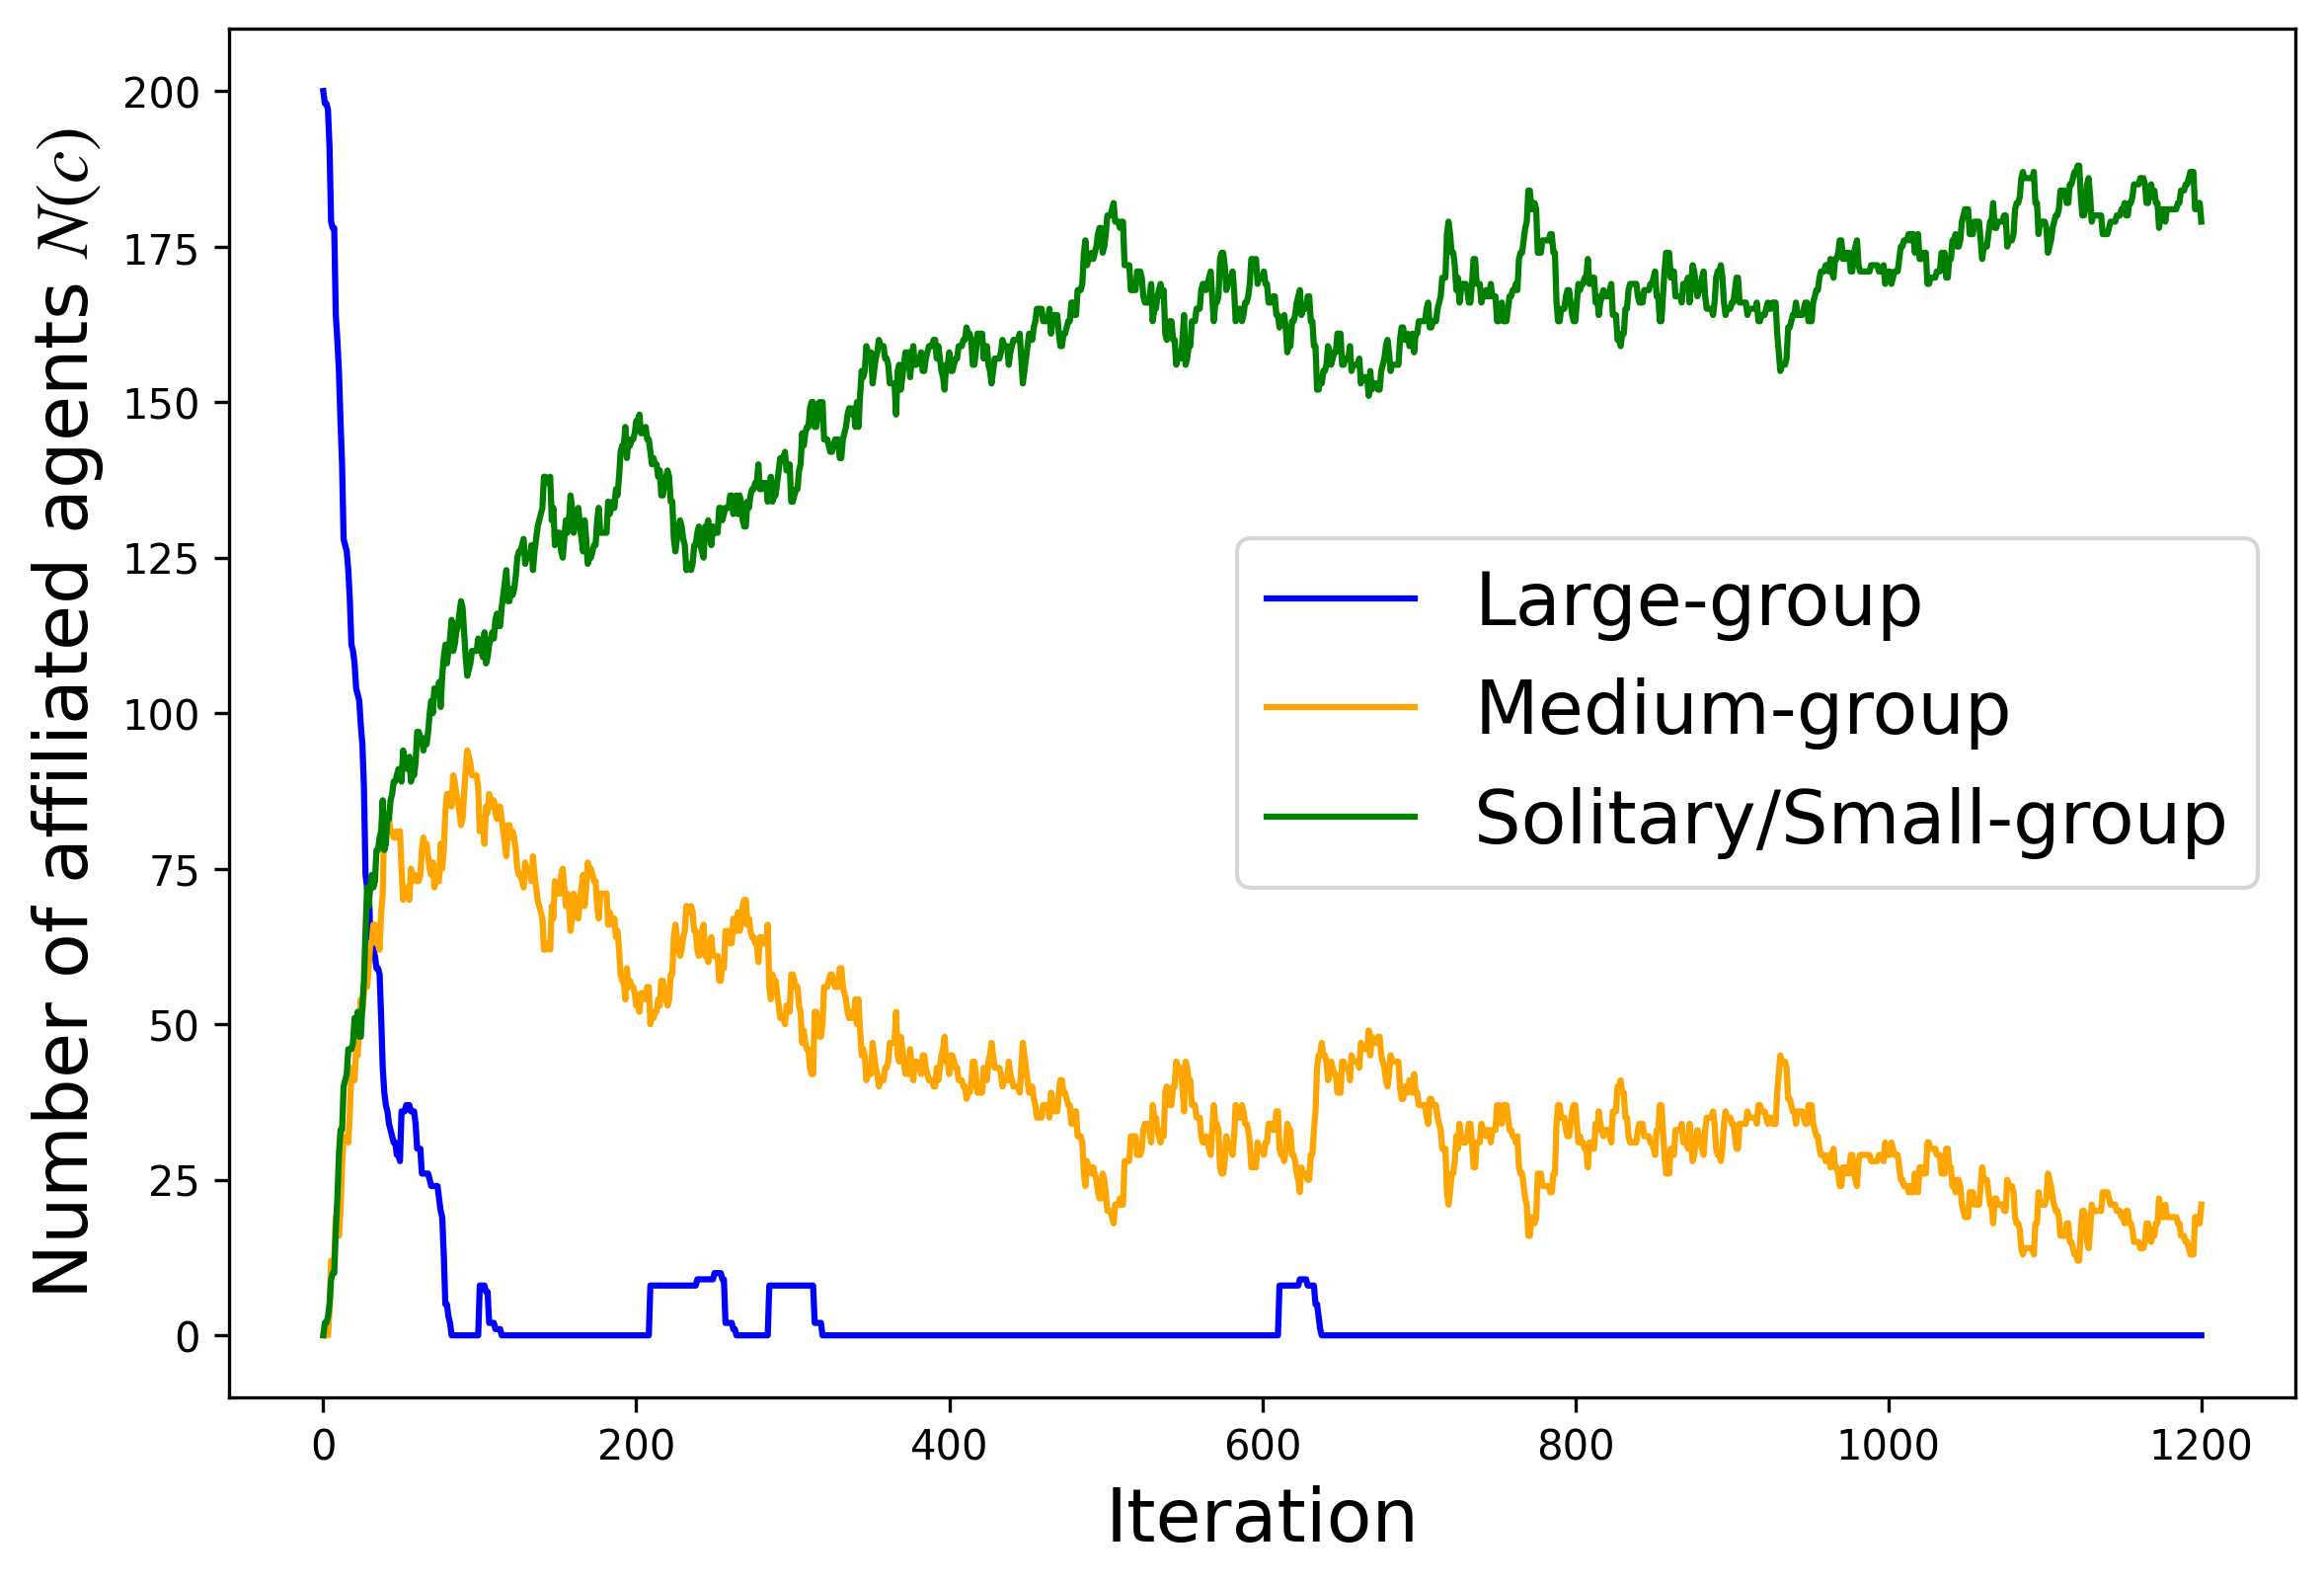 Number of affiliated agents N(c)
200
175
150
125
100
75
50
25
0
Large-group
Medium-group
Solitary/Small-group
0 200 400 600 800 1000 1200
Iteration